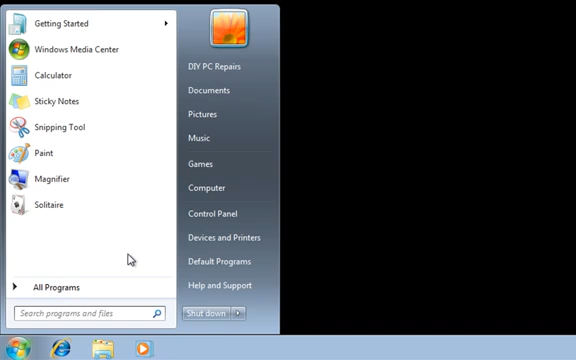 Getting Started
Windows Media Center
Calculator
Sticky Notes
Snipping Tool
Paint
Magnifier
Solitaire
All Programs
Search programs and files
DIY PC Repairs
Documents
Pictures
Music
Games
Computer
Control Panel
Devices and Printers
Default Programs
Help and Support
Shut down